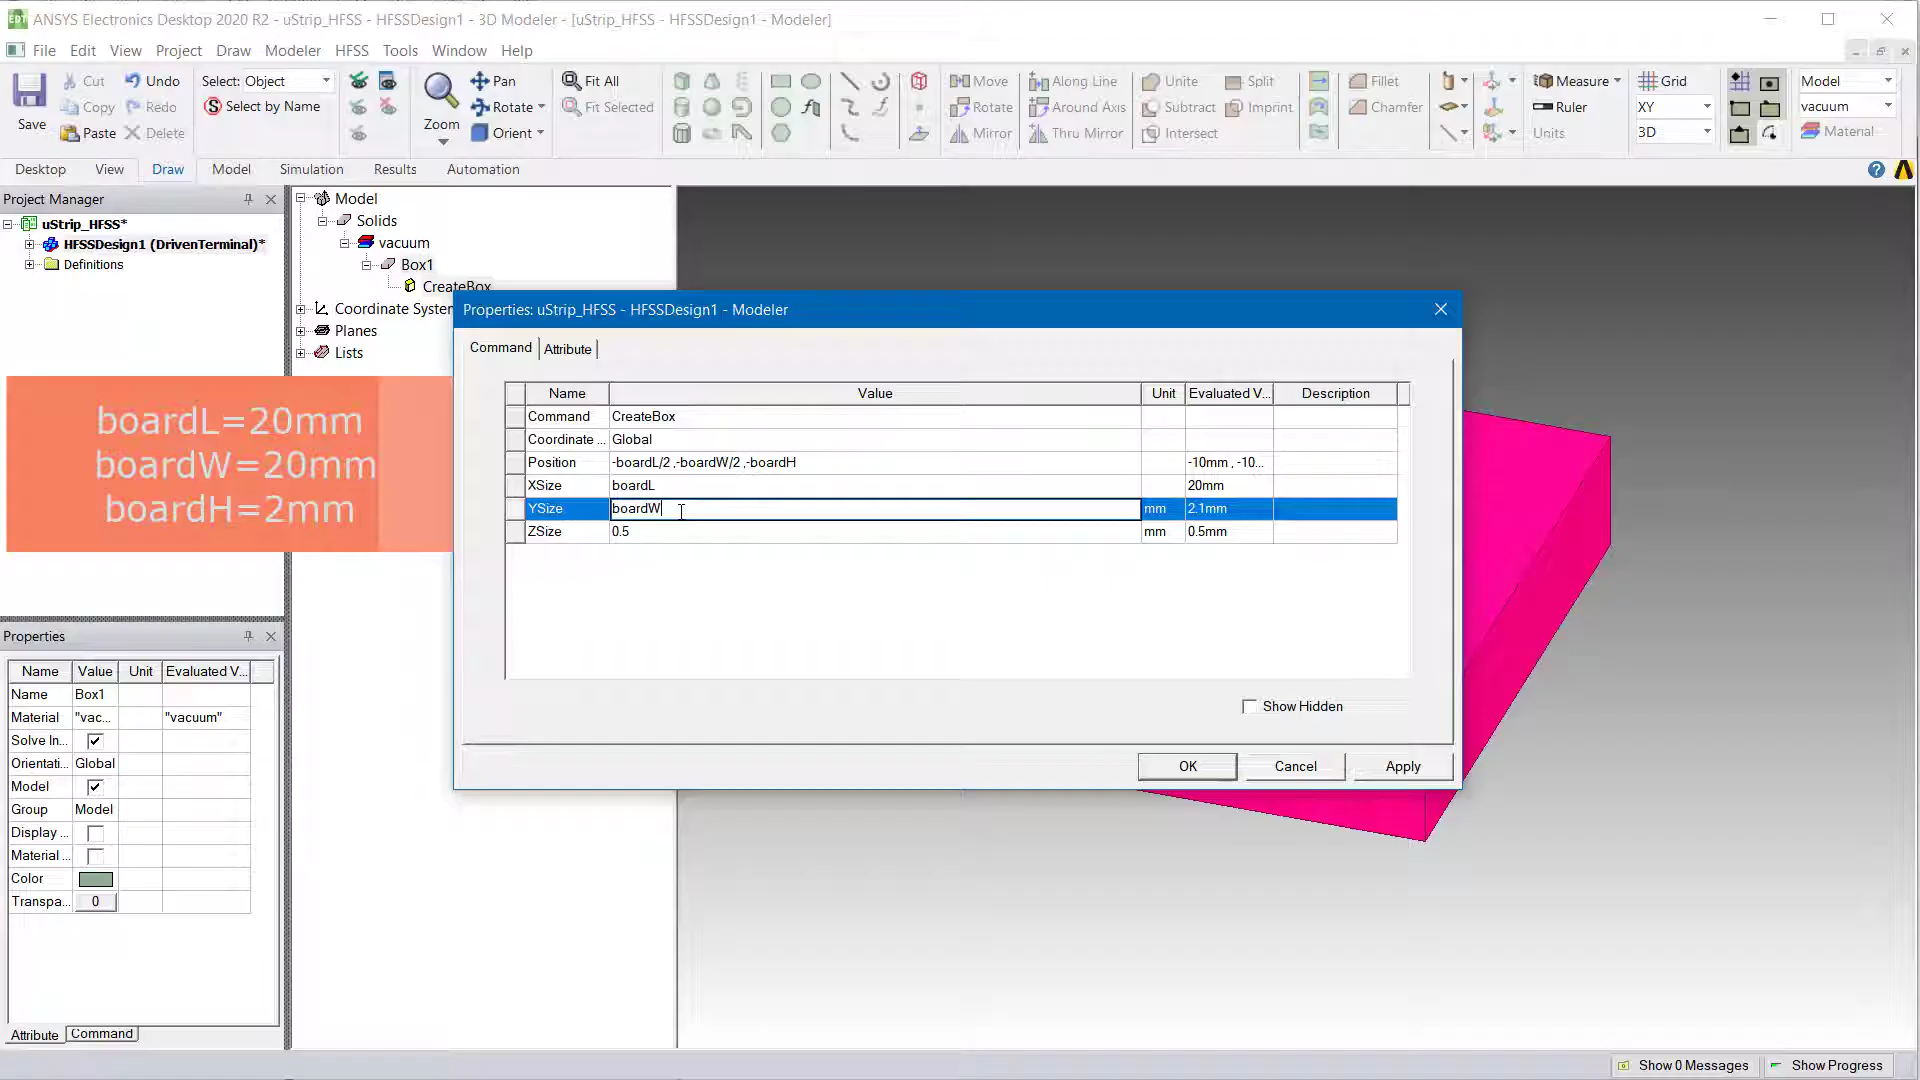 ANSYS Electronics Desktop 2020 R2 - uStrip_HFSS - HFSSDesign1 - 3D Modeler - [uStrip_HFSS - HFSSDesign1 - Modeler]
File Edit View Project Draw Modeler HFSS Tools Window Help
Save Cut Copy Paste Undo Redo Delete Select: Object Select by Name Zoom Pan Rotate Orient Fit All Fit Selected
Move Rotate Mirror Along Line Around Axis Thru Mirror Unite Subtract Intersect Split Imprint Fillet Chamfer
Measure Ruler Units Grid XY 3D Model vacuum Material
Desktop View Draw Model Simulation Results Automation
Project Manager
uStrip_HFSS*
HFSSDesign1 (DrivenTerminal)*
Definitions
Model
Solids
vacuum
Box1
CreateBox
Coordinate System
Planes
Lists
boardL=20mm
boardW=20mm
boardH=2mm
Properties: uStrip_HFSS - HFSSDesign1 - Modeler
Command Attribute
Name Value Unit Evaluated V... Description
Command CreateBox
Coordinate ... Global
Position -boardL/2 ,-boardW/2 ,-boardH -10mm , -10...
XSize boardL 20mm
YSize boardW mm 2.1mm
ZSize 0.5 mm 0.5mm
Show Hidden
OK Cancel Apply
Properties
Name Value Unit Evaluated V...
Name Box1
Material "vac... "vacuum"
Solve In...
Orientati... Global
Model
Group Model
Display ...
Material ...
Color
Transpa... 0
Attribute Command
Show 0 Messages Show Progress